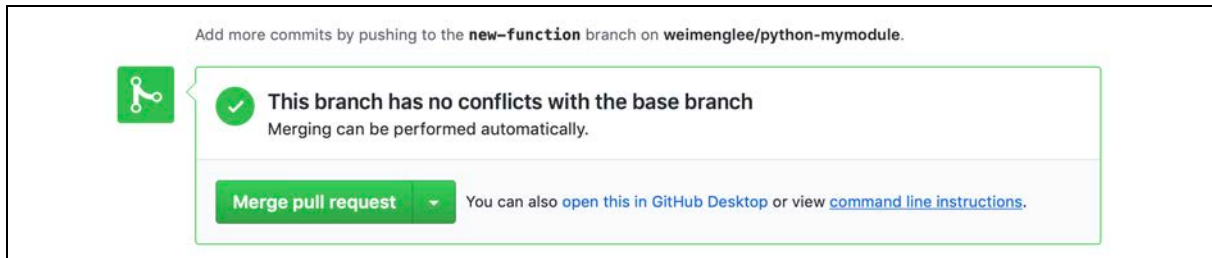 Add more commits by pushing to the new-function branch on weimenglee/python-mymodule.
This branch has no conflicts with the base branch
Merging can be performed automatically.
Merge pull request
You can also open this in GitHub Desktop or view command line instructions.